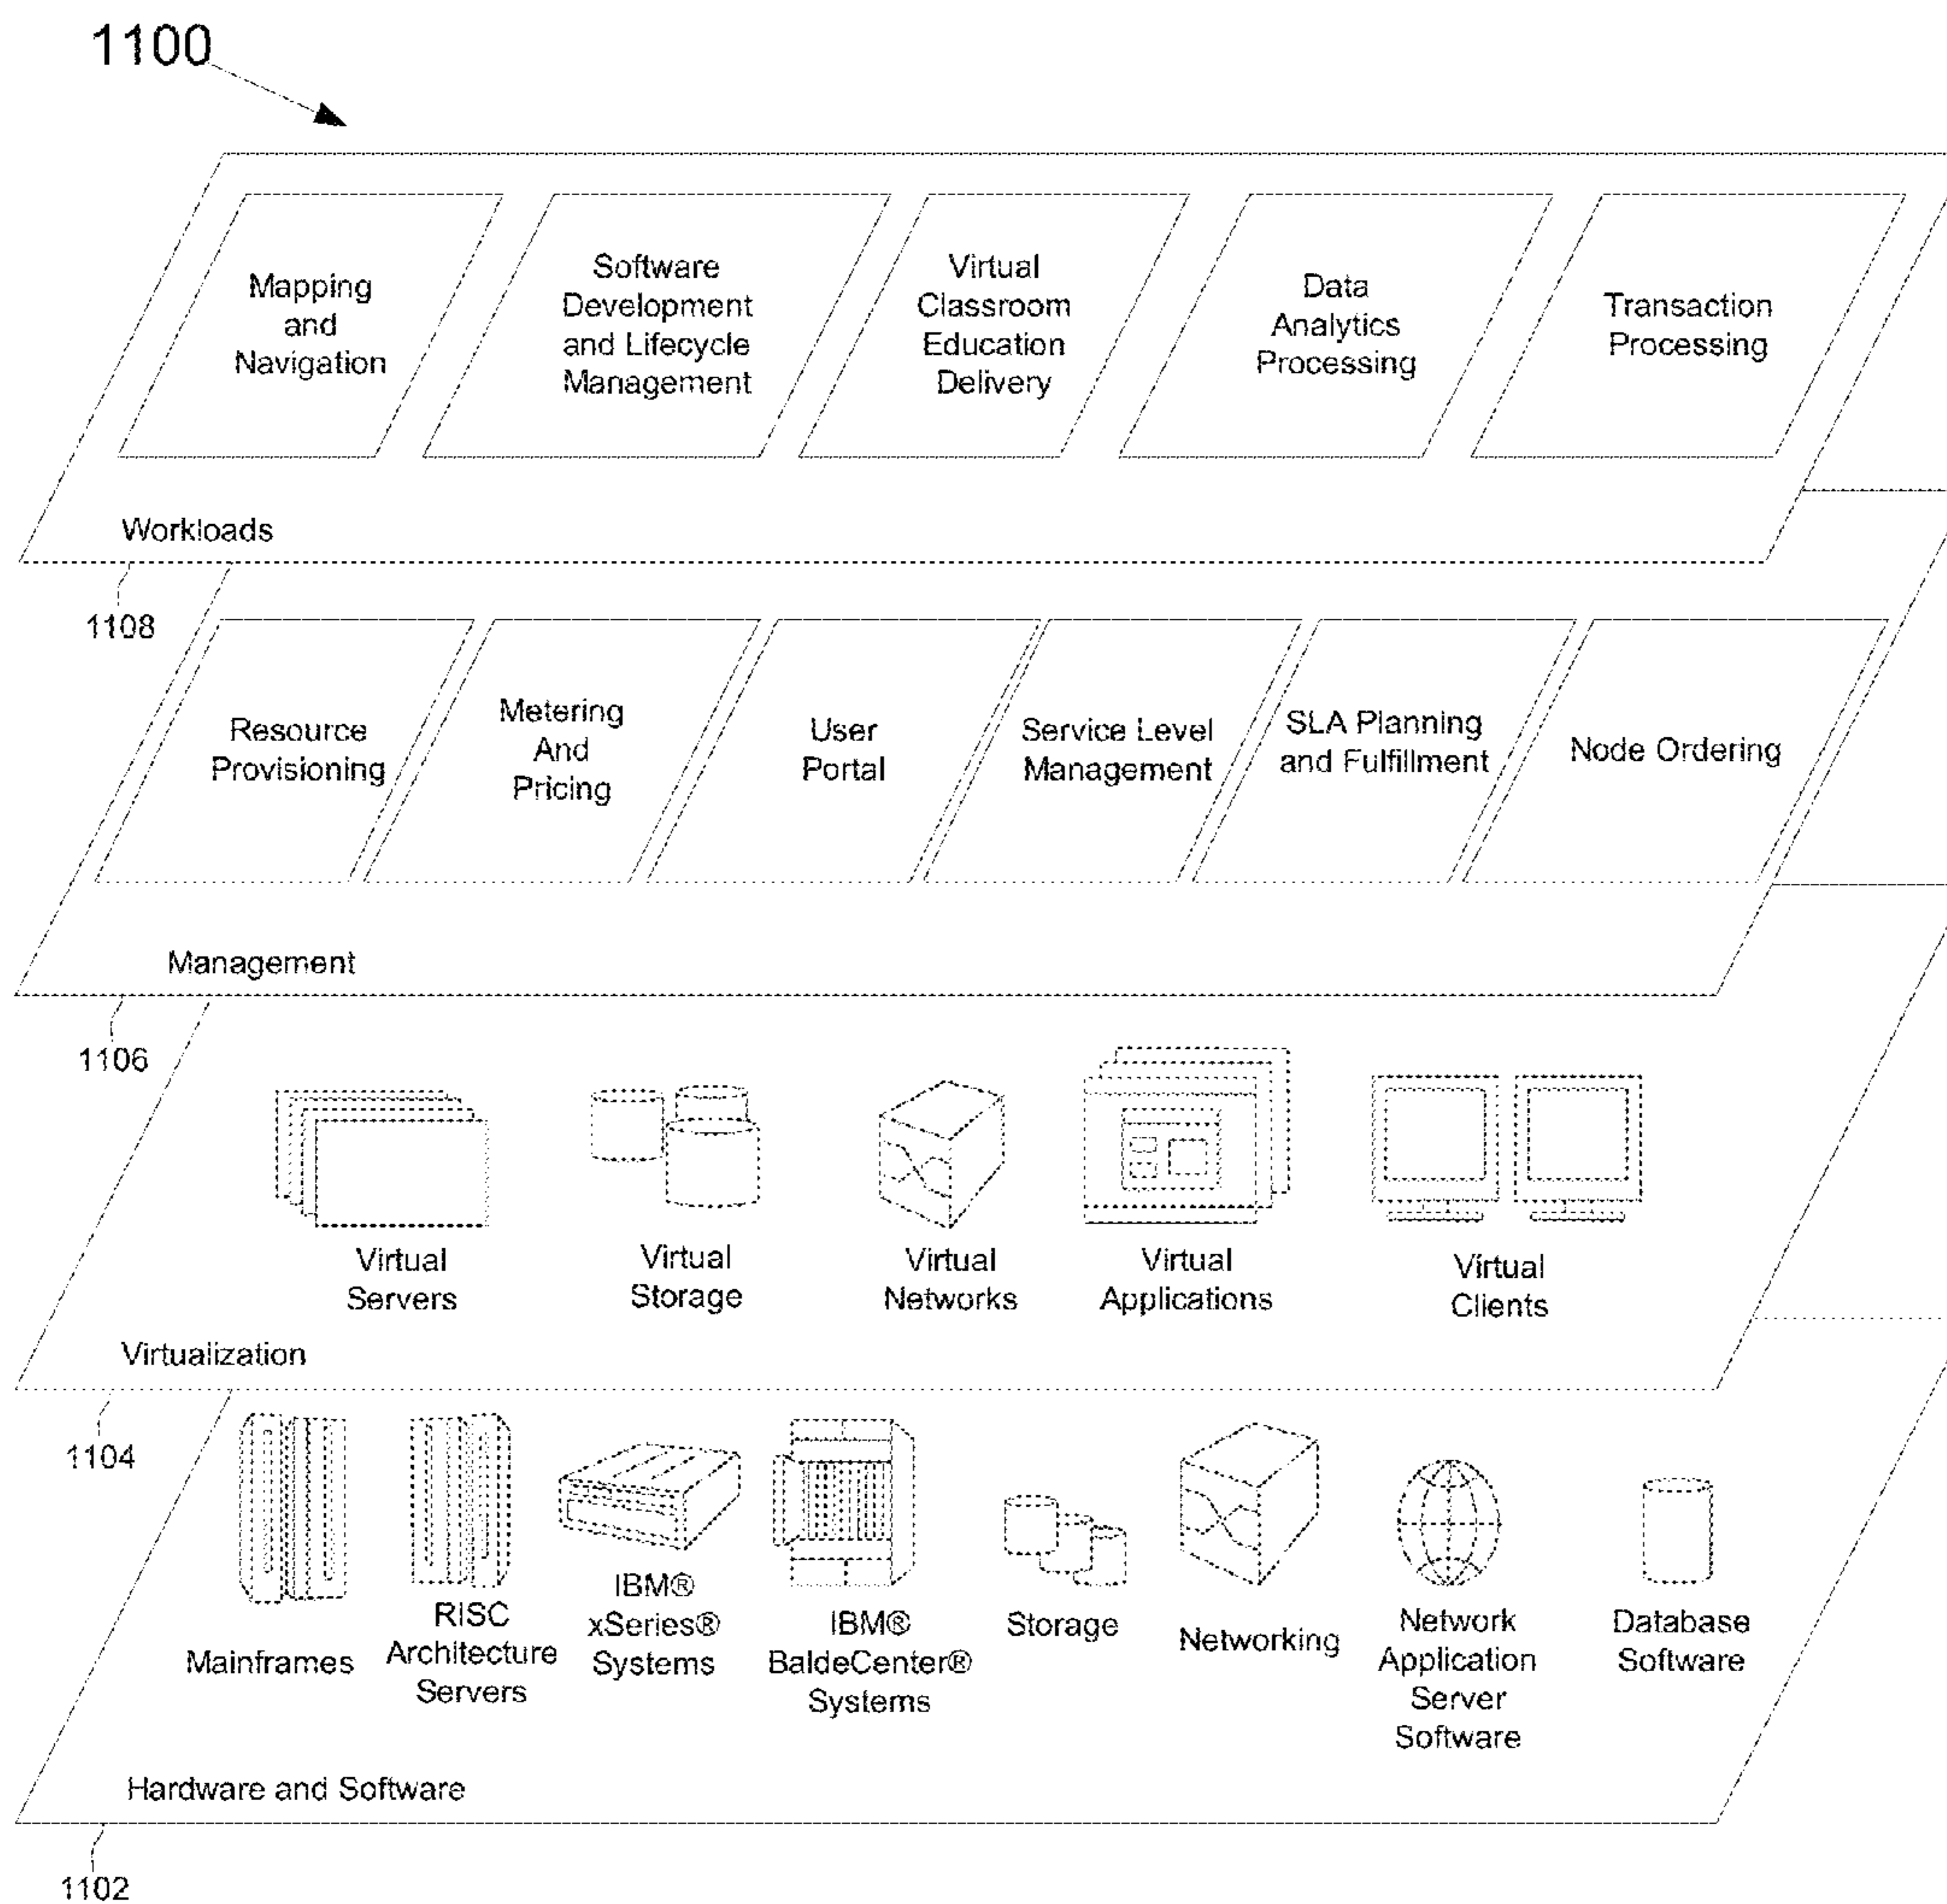 1100
Mapping
and
Navigation
Software
Development
and Lifecycle
Management
Virtual
Classroom
Education
Delivery
Data
Analytics
Processing
Transaction
Processing
Workloads
1108
Resource
Provisioning
Metering
And
Pricing
User
Portal
Service Level
Management
SLA Planning
and Fulfillment
Node Ordering
Management
1106
Virtual
Servers
Virtual
Storage
Virtual
Networks
Virtual
Applications
Virtual
Clients
Virtualization
1104
Mainframes
RISC
Architecture
Servers
IBM®
xSeries®
Systems
IBM®
BaldeCenter®
Systems
Storage
Networking
Network
Application
Server
Software
Database
Software
Hardware and Software
1102